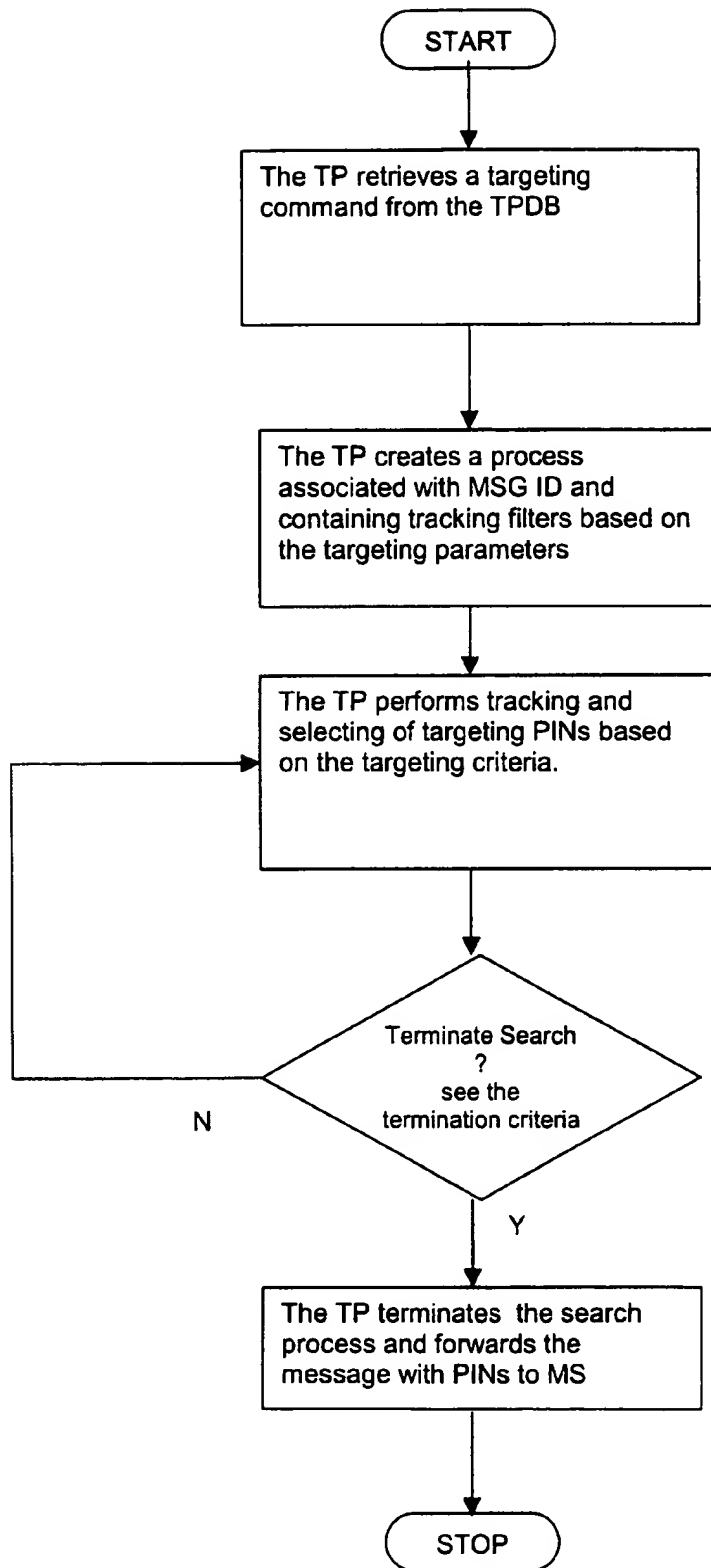 START
The TP retrieves a targeting
command from the TPDB
The TP creates a process
associated with MSG ID and
containing tracking filters based on
the targeting parameters
The TP performs tracking and
selecting of targeting PINs based
on the targeting criteria.
Terminate Search
?
see the
termination criteria
N
Y
The TP terminates the search
process and forwards the
message with PINs to MS
STOP